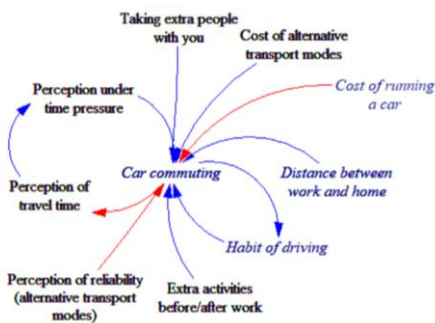 Taking extra people
with you
Cost of alternative
transport modes
Perception under
time pressure
Cost of running
a car
Car commuting
Distance between
work and home
Perception of
travel time
Habit of driving
Perception of reliability
(alternative transport
modes)
Extra activities
before/after work